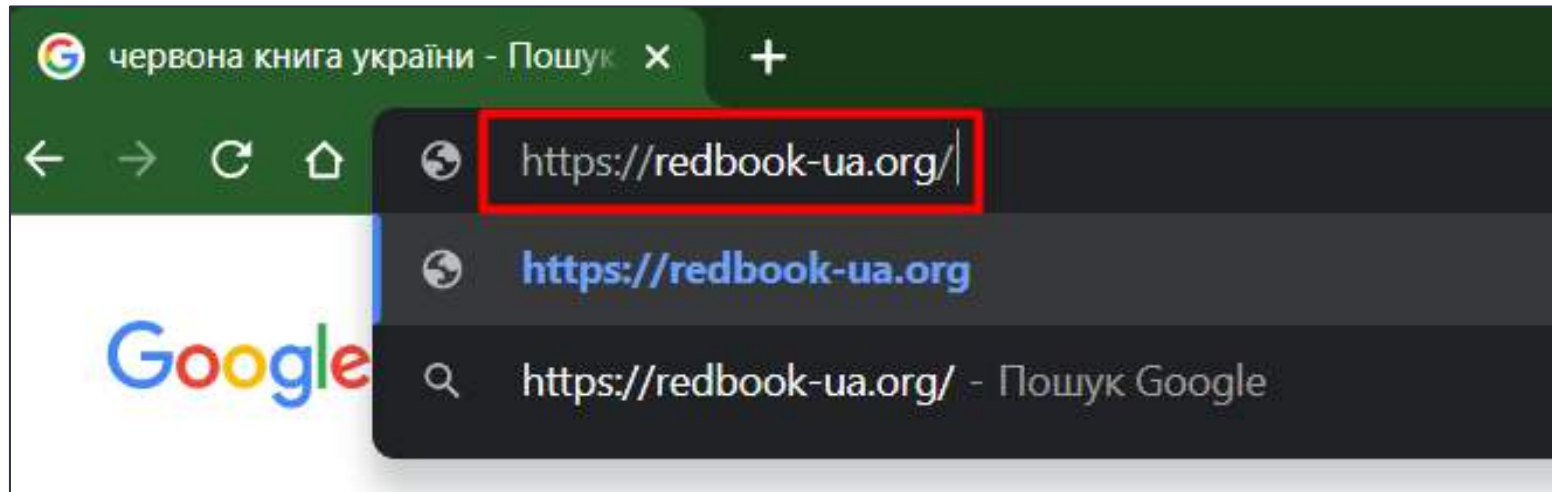 червона книга україни - Пошук
https://redbook-ua.org/
https://redbook-ua.org
Google
https://redbook-ua.org/ - Пошук Google